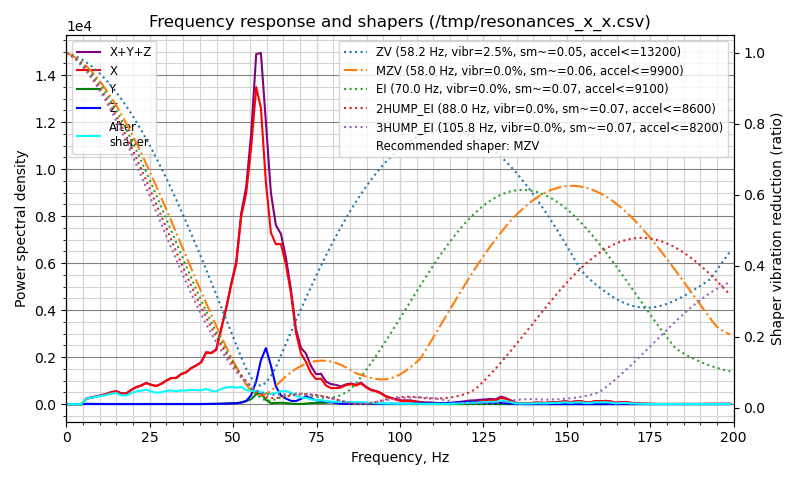 Frequency response and shapers (/tmp/resonances_x_x.csv)
1e4
X+Y+Z
X
Y
Z
After
shaper
ZV (58.2 Hz, vibr=2.5%, sm~=0.05, accel<=13200)
MZV (58.0 Hz, vibr=0.0%, sm~=0.06, accel<=9900)
EI (70.0 Hz, vibr=0.0%, sm~=0.07, accel<=9100)
2HUMP_EI (88.0 Hz, vibr=0.0%, sm~=0.07, accel<=8600)
3HUMP_EI (105.8 Hz, vibr=0.0%, sm~=0.07, accel<=8200)
Recommended shaper: MZV
Power spectral density
1.4
1.2
1.0
0.8
0.6
0.4
0.2
0.0
1.0
0.8
0.6
0.4
0.2
0.0
Shaper vibration reduction (ratio)
0 25 50 75 100 125 150 175 200
Frequency, Hz